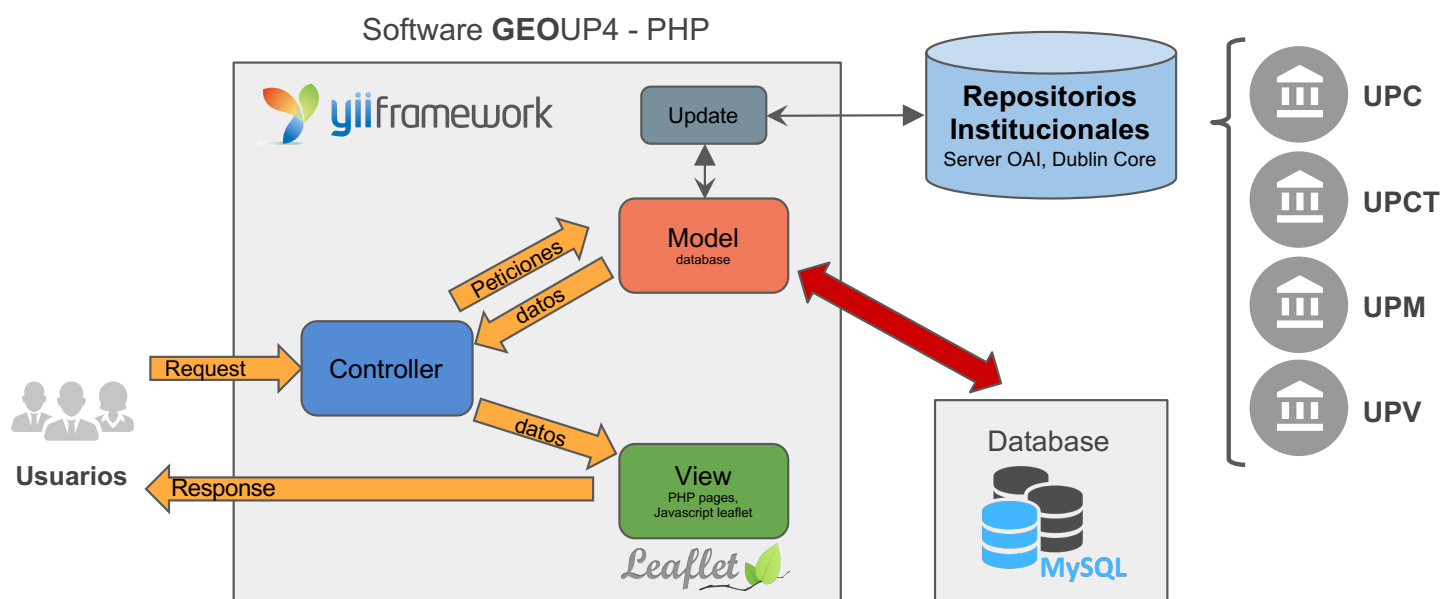 Software GEOUP4 - PHP
yiiframework
Update
Repositorios
Institucionales
Server OAI, Dublin Core
UPC
UPCT
UPM
UPV
Model
database
Peticiones
datos
Request
Controller
datos
Usuarios
Response
View
PHP pages,
Javascript leaflet
Leaflet
Database
MySQL